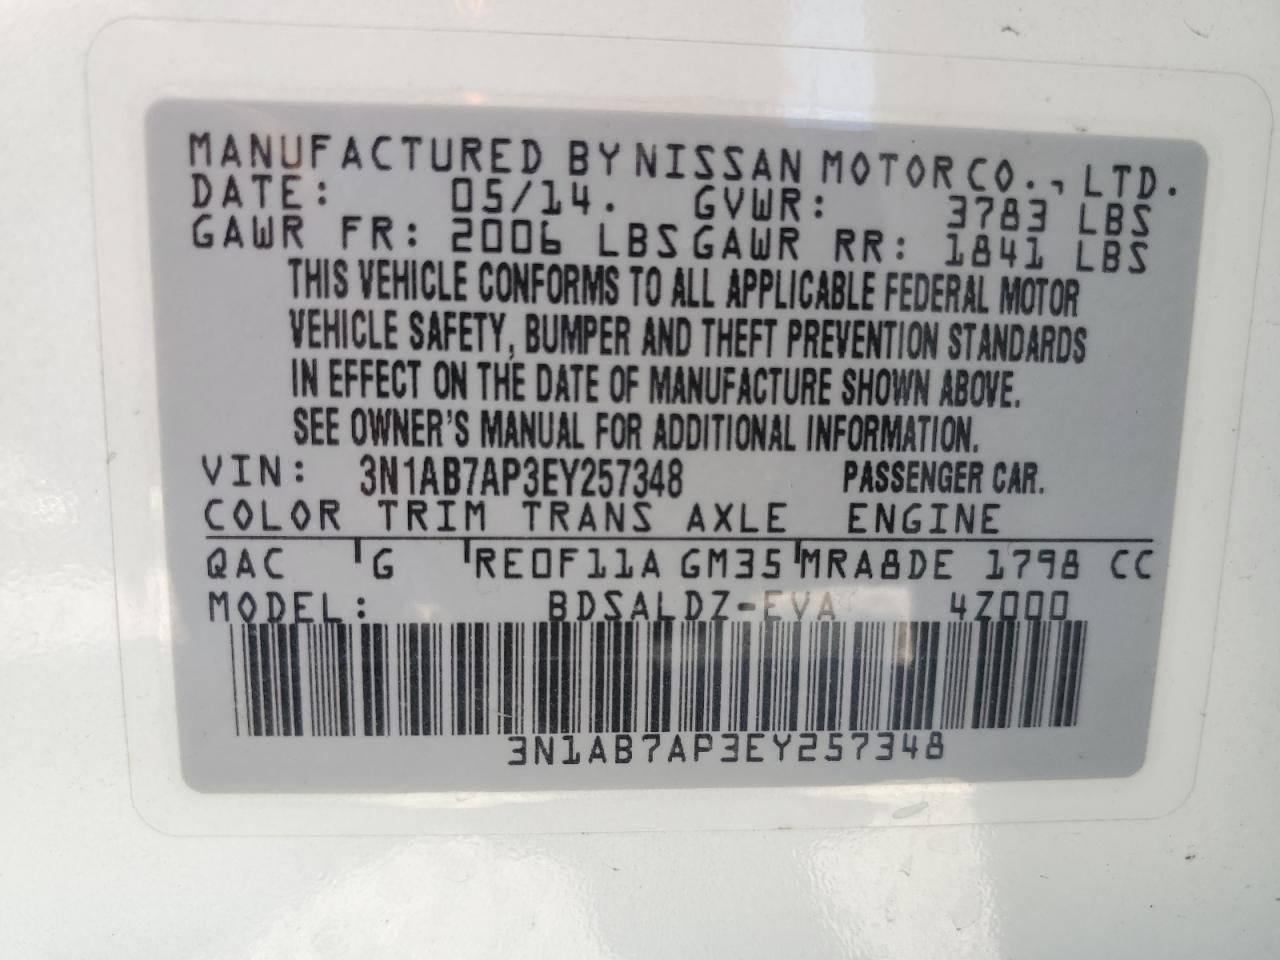 MANUFACTURED BY NISSAN MOTOR CO., LTD.
DATE: 05/14. GVWR: 3783 LBS
GAWR FR: 2006 LBS GAWR RR: 1841 LBS
THIS VEHICLE CONFORMS TO ALL APPLICABLE FEDERAL MOTOR
VEHICLE SAFETY, BUMPER AND THEFT PREVENTION STANDARDS
IN EFFECT ON THE DATE OF MANUFACTURE SHOWN ABOVE.
SEE OWNER'S MANUAL FOR ADDITIONAL INFORMATION.
VIN: 3N1AB7AP3EY257348 PASSENGER CAR.
COLOR TRIM TRANS AXLE ENGINE
QAC G RE0F11A GM35 MRA8DE 1798 CC
MODEL: BDSALDZ-EVA 4Z000
3N1AB7AP3EY257348